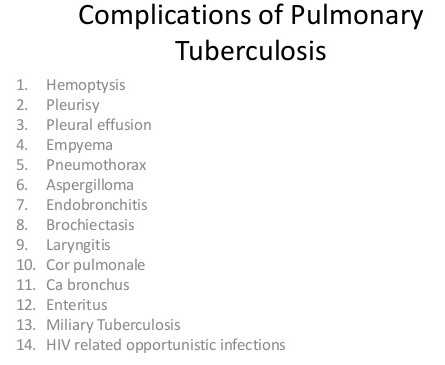 Complications of Pulmonary
Tuberculosis
1. Hemoptysis
2. Pleurisy
3. Pleural effusion
4. Empyema
5. Pneumothorax
6. Aspergilloma
7. Endobronchitis
8. Brochiectasis
9. Laryngitis
10. Cor pulmonale
11. Ca bronchus
12. Enteritus
13. Miliary Tuberculosis
14. HIV related opportunistic infections